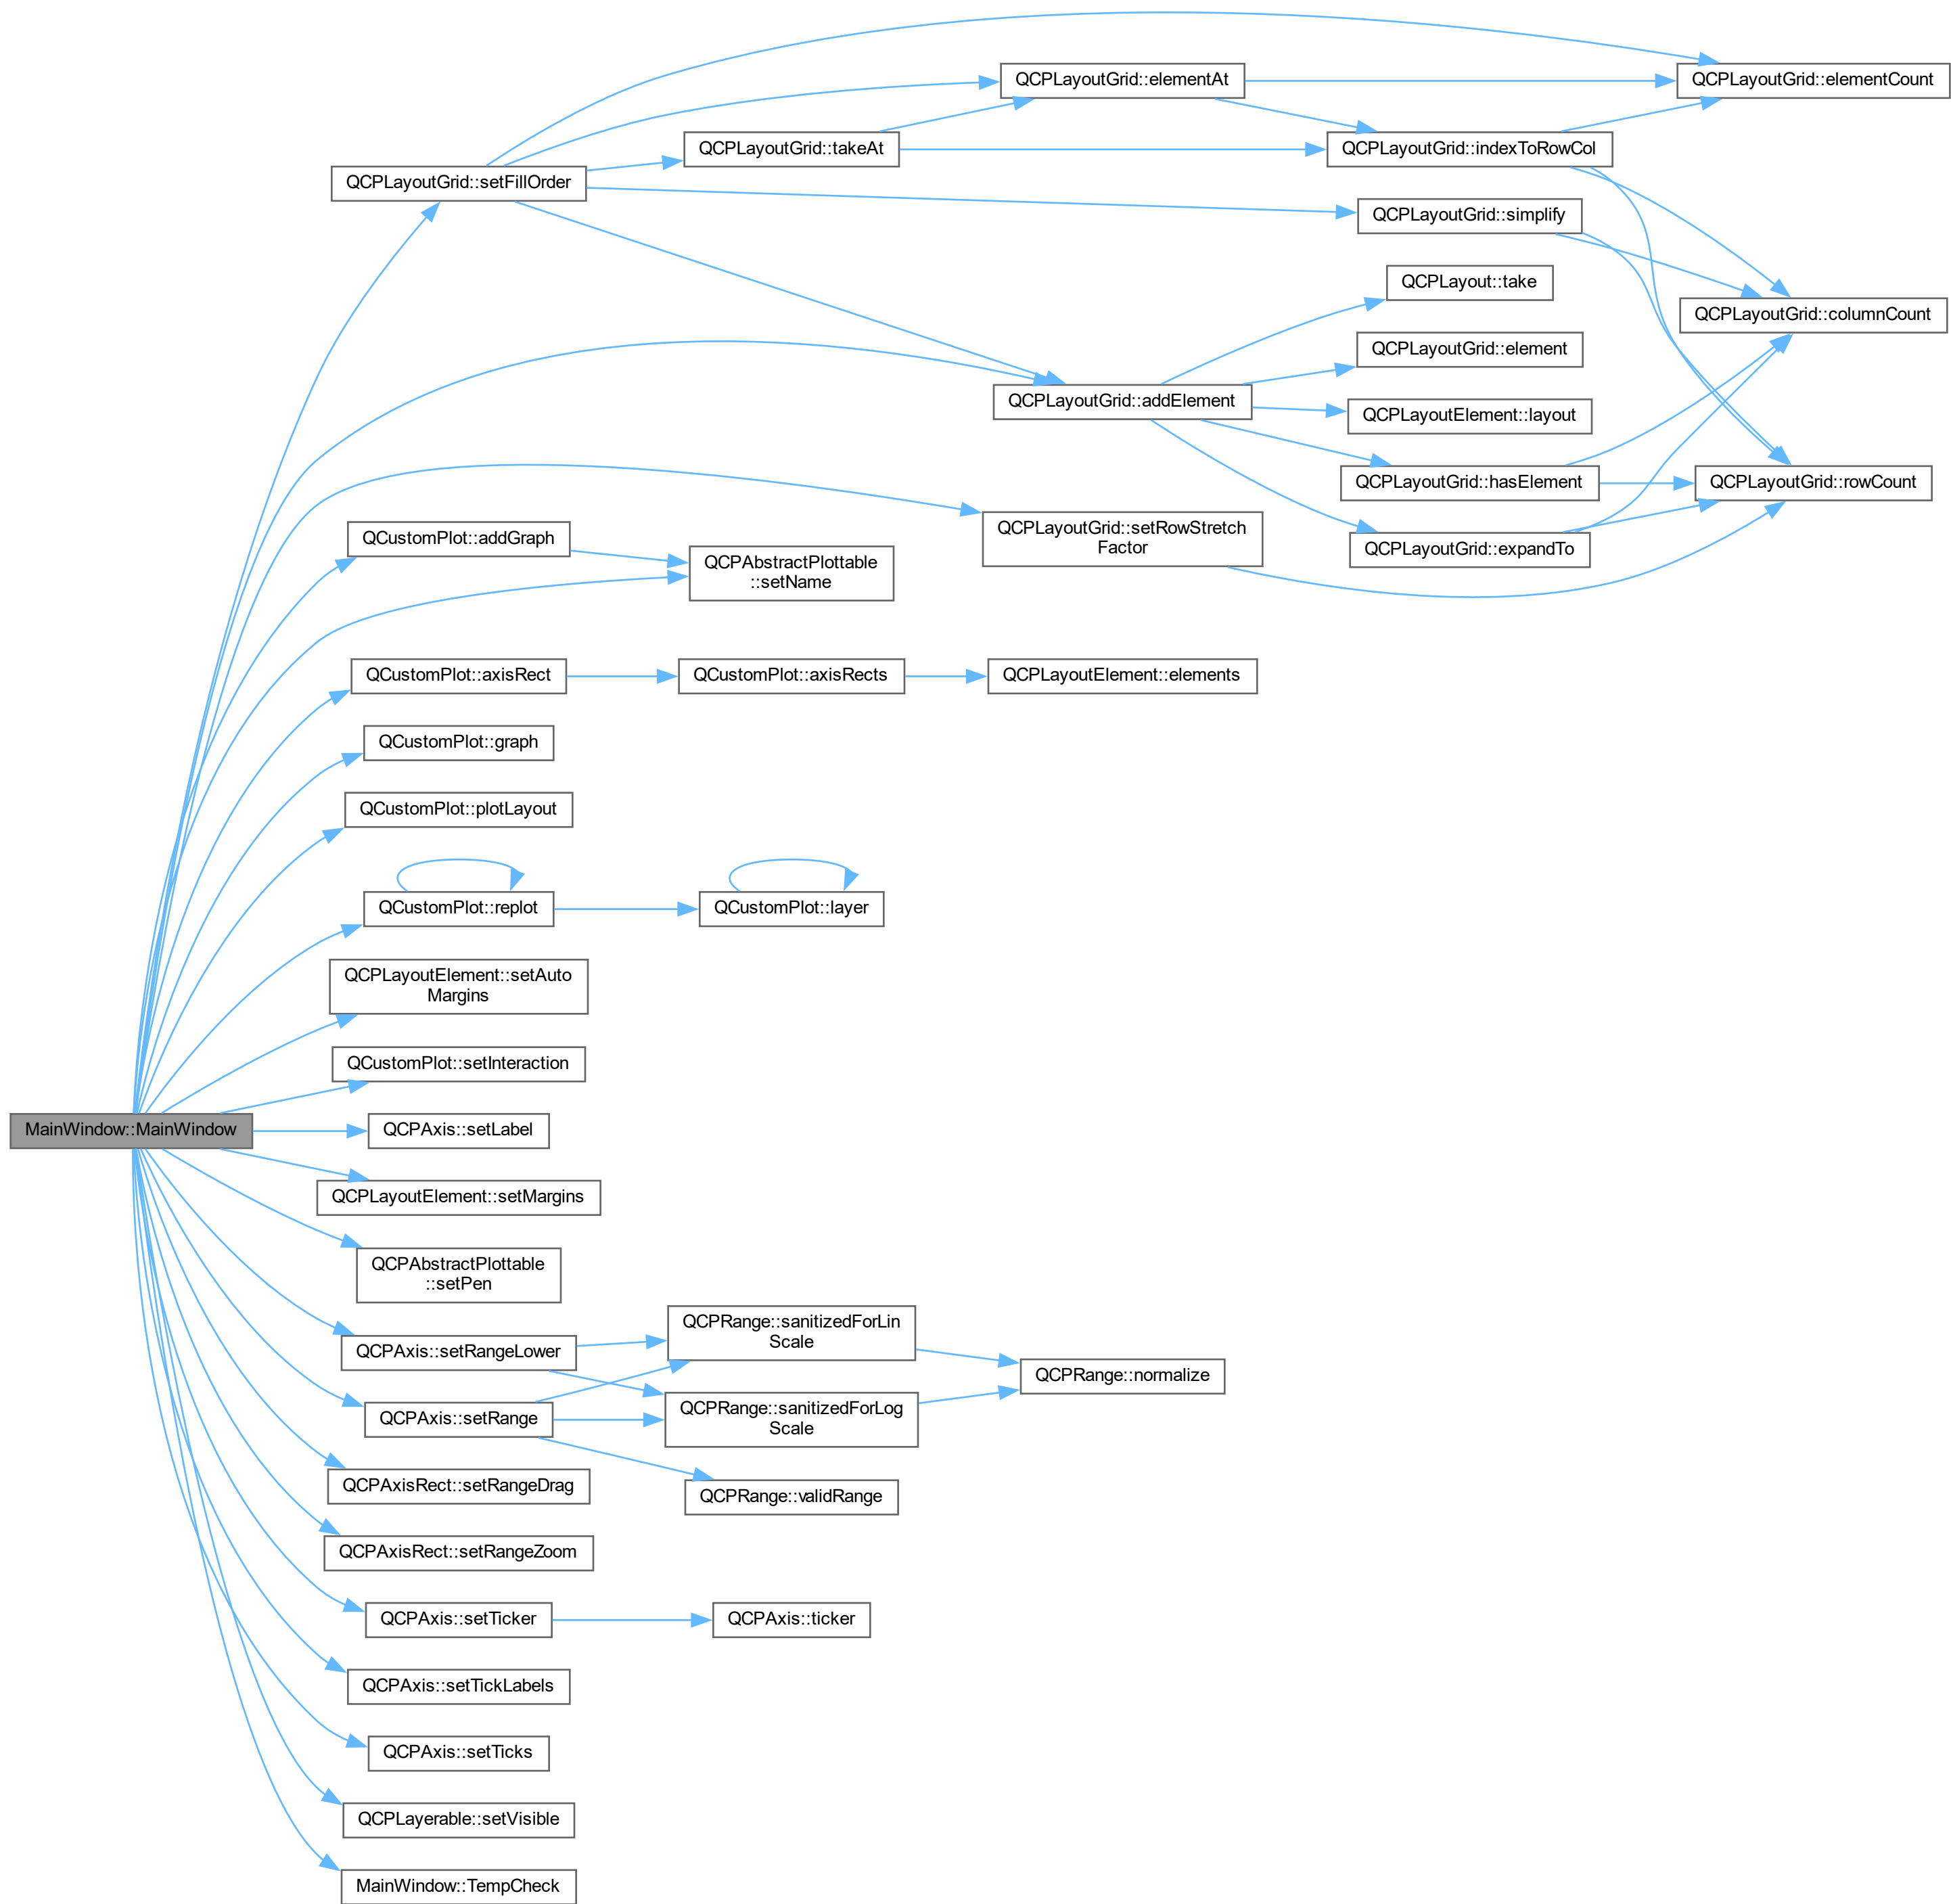 QCPLayoutGrid::elementAt
QCPLayoutGrid::elementCount
QCPLayoutGrid::takeAt
QCPLayoutGrid::indexToRowCol
QCPLayoutGrid::setFillOrder
QCPLayoutGrid::simplify
QCPLayout::take
QCPLayoutGrid::columnCount
QCPLayoutGrid::element
QCPLayoutGrid::addElement
QCPLayoutElement::layout
QCPLayoutGrid::hasElement
QCPLayoutGrid::rowCount
QCPLayoutGrid::setRowStretch
Factor
QCustomPlot::addGraph
QCPLayoutGrid::expandTo
QCPAbstractPlottable
::setName
QCustomPlot::axisRect
QCustomPlot::axisRects
QCPLayoutElement::elements
QCustomPlot::graph
QCustomPlot::plotLayout
QCustomPlot::replot
QCustomPlot::layer
QCPLayoutElement::setAuto
Margins
QCustomPlot::setInteraction
MainWindow::MainWindow
QCPAxis::setLabel
QCPLayoutElement::setMargins
QCPAbstractPlottable
::setPen
QCPAxis::setRangeLower
QCPRange::sanitizedForLin
Scale
QCPRange::normalize
QCPAxis::setRange
QCPRange::sanitizedForLog
Scale
QCPAxisRect::setRangeDrag
QCPRange::validRange
QCPAxisRect::setRangeZoom
QCPAxis::setTicker
QCPAxis::ticker
QCPAxis::setTickLabels
QCPAxis::setTicks
QCPLayerable::setVisible
MainWindow::TempCheck